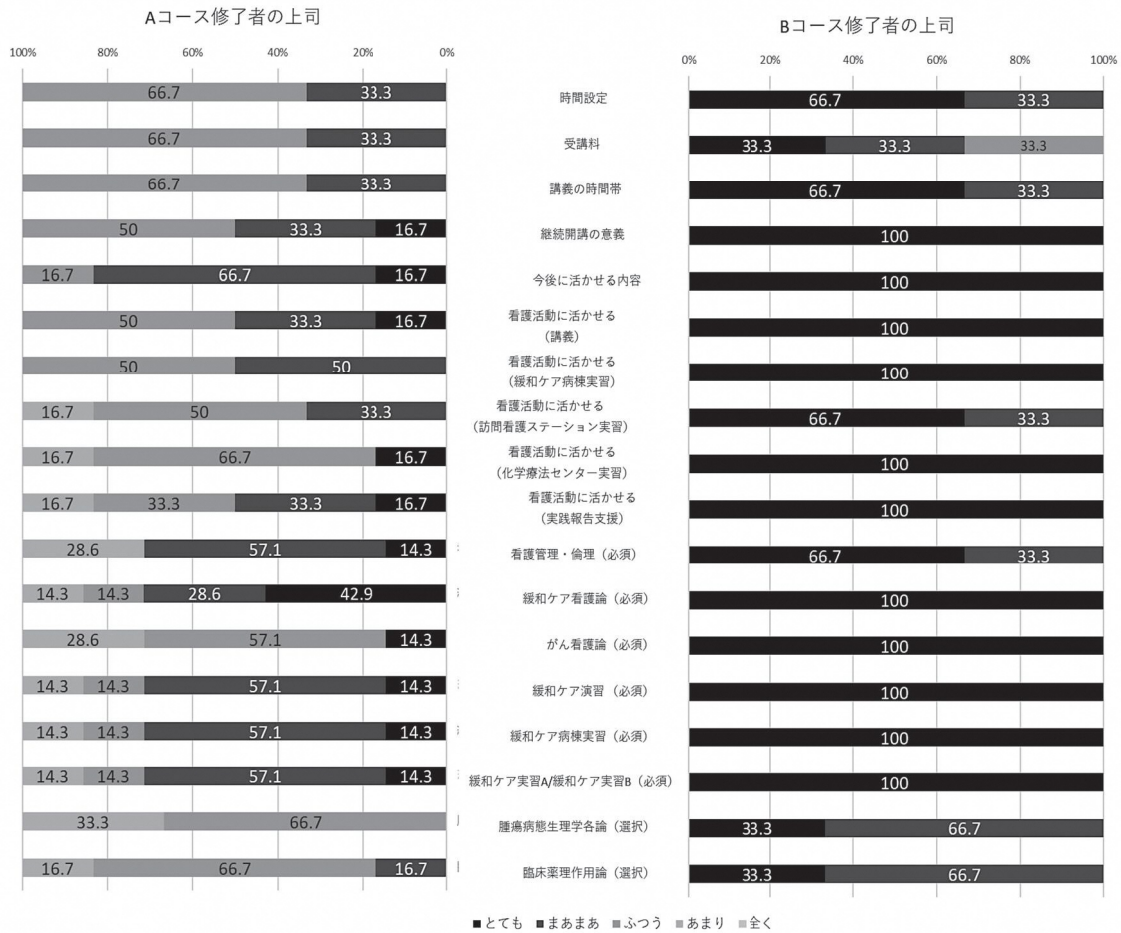 Aコース修了者の上司
Bコース修了者の上司
100% 80% 60% 40% 20% 0%
0% 20% 40% 60% 80% 100%
66.7 33.3 時間設定 66.7 33.3
66.7 33.3 受講料 33.3 33.3 33.3
66.7 33.3 講義の時間帯 66.7 33.3
50 33.3 16.7 継続開講の意義 100
16.7 66.7 16.7 今後に活かせる内容 100
50 33.3 16.7 看護活動に活かせる 100
(講義)
50 50 看護活動に活かせる 100
(緩和ケア病棟実習)
16.7 50 33.3 看護活動に活かせる 66.7 33.3
(訪問看護ステーション実習)
16.7 66.7 16.7 看護活動に活かせる 100
(化学療法センター実習)
16.7 33.3 33.3 16.7 看護活動に活かせる 100
(実践報告支援)
28.6 57.1 14.3 看護管理・倫理(必須) 66.7 33.3
14.3 14.3 28.6 42.9 緩和ケア看護論(必須) 100
28.6 57.1 14.3 がん看護論(必須) 100
14.3 14.3 57.1 14.3 緩和ケア演習(必須) 100
14.3 14.3 57.1 14.3 緩和ケア病棟実習(必須) 100
14.3 14.3 57.1 14.3 緩和ケア実習A/緩和ケア実習B(必須) 100
33.3 66.7 腫瘍病態生理学各論(選択) 33.3 66.7
16.7 66.7 16.7 臨床薬理作用論(選択) 33.3 66.7
■とても ■まあまあ ■ふつう ■あまり ■全く